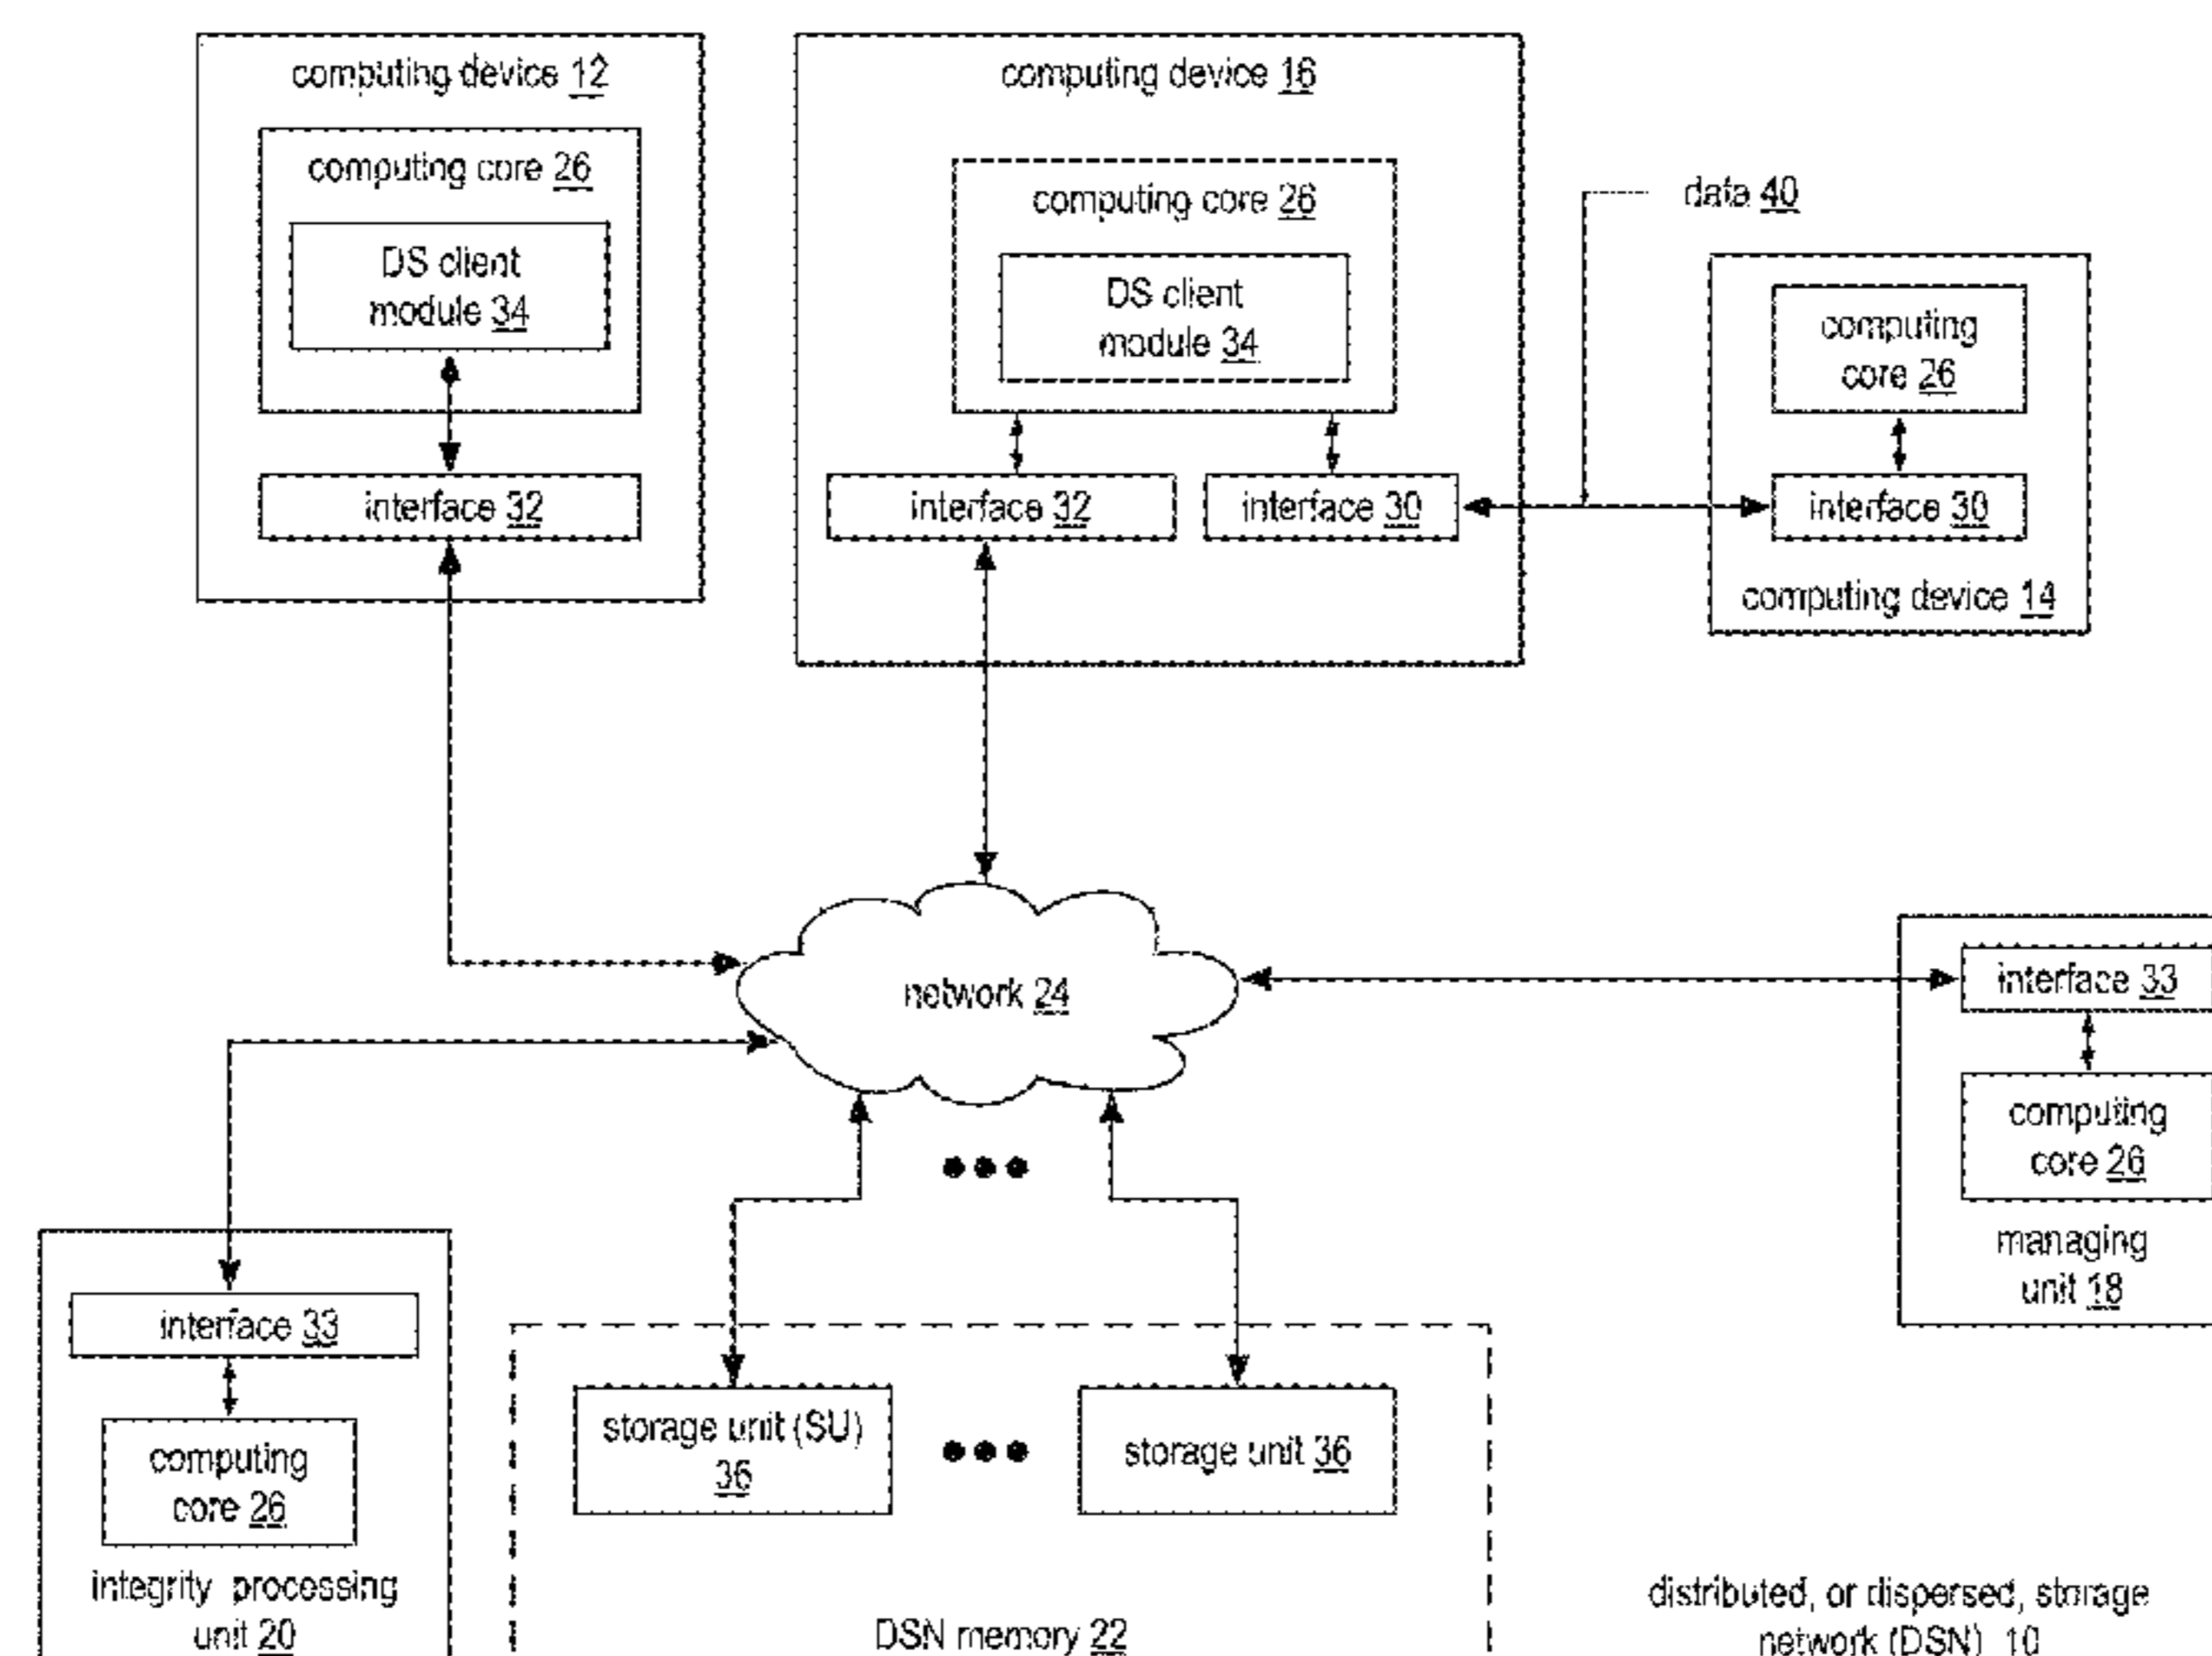 computing device 12
computing core 26
DS client
module 34
interface 32
computing device 16
computing core 26
DS client
module 34
interface 32
interface 30
data 40
computing
core 26
interface 30
computing device 14
network 24
interface 33
computing
core 26
managing
unit 18
interface 33
computing
core 26
integrity processing
unit 20
storage unit (SU)
36
storage unit 36
DSN memory 22
distributed, or dispersed, storage
network (DSN) 10